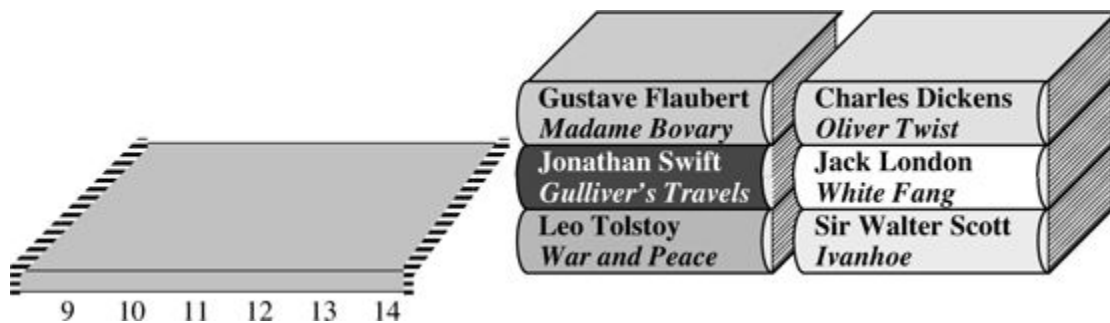 Gustave Flaubert
Madame Bovary
Jonathan Swift
Gulliver's Travels
Leo Tolstoy
War and Peace
Charles Dickens
Oliver Twist
Jack London
White Fang
Sir Walter Scott
Ivanhoe
9 10 11 12 13 14